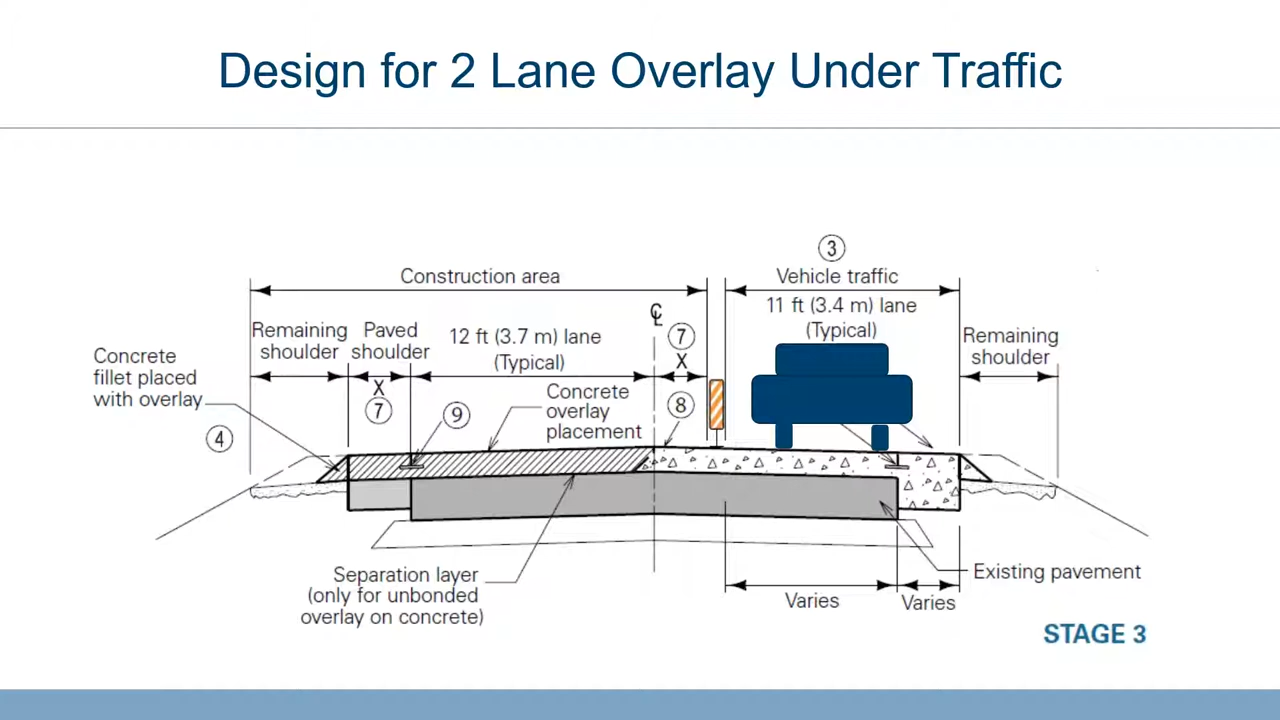 Design for 2 Lane Overlay Under Traffic
3
Construction area
Vehicle traffic
11 ft (3.4 m) lane
(Typical)
Remaining
shoulder
Paved
shoulder
12 ft (3.7 m) lane
(Typical)
℄
7
X
Remaining
shoulder
Concrete
fillet placed
with overlay
X
7
9
Concrete
overlay
placement
8
4
Separation layer
(only for unbonded
overlay on concrete)
Existing pavement
Varies
Varies
STAGE 3